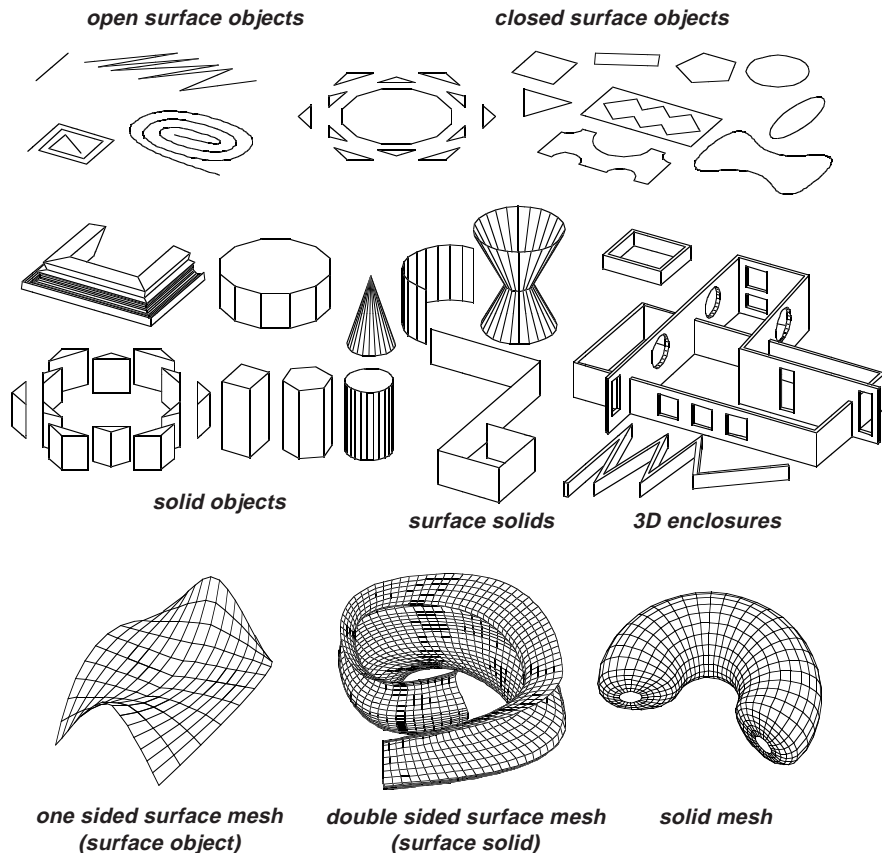 open surface objects
closed surface objects
solid objects
surface solids
3D enclosures
one sided surface mesh
(surface object)
double sided surface mesh
(surface solid)
solid mesh